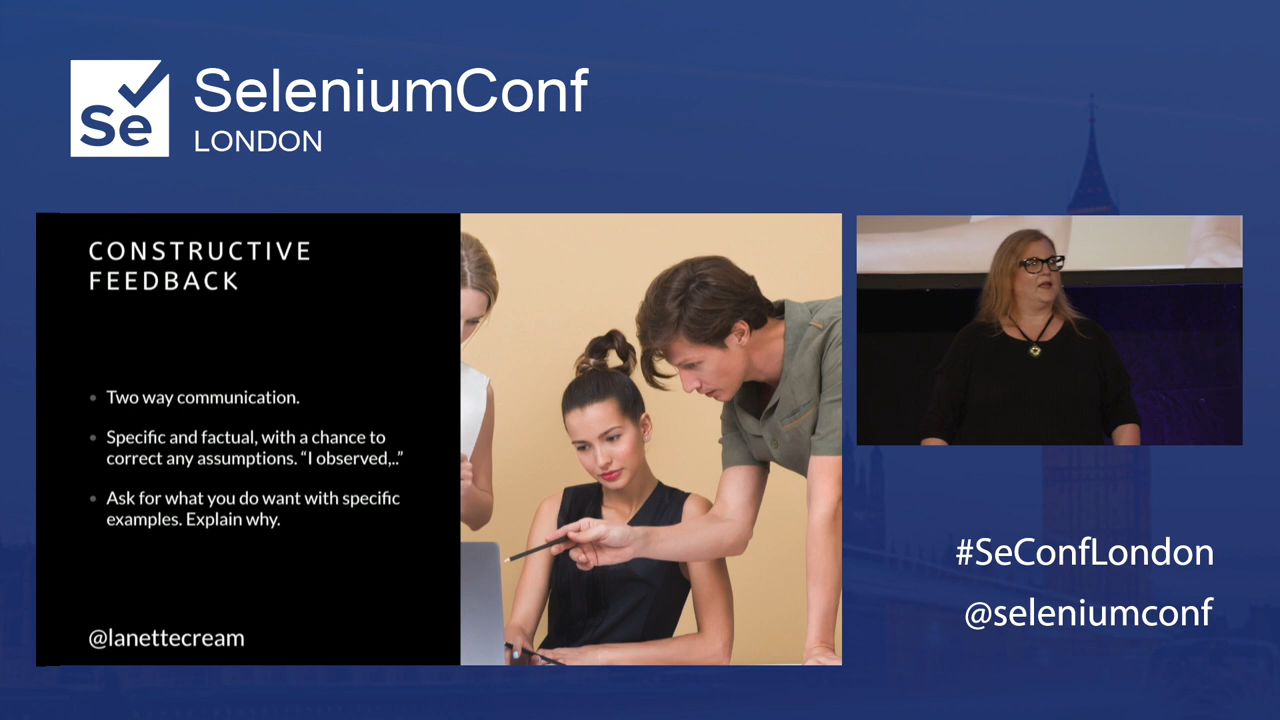 Se
SeleniumConf
LONDON
CONSTRUCTIVE
FEEDBACK
Two way communication.
Specific and factual, with a chance to
correct any assumptions. “I observed,..”
Ask for what you do want with specific
examples. Explain why.
@lanettecream
#SeConfLondon
@seleniumconf